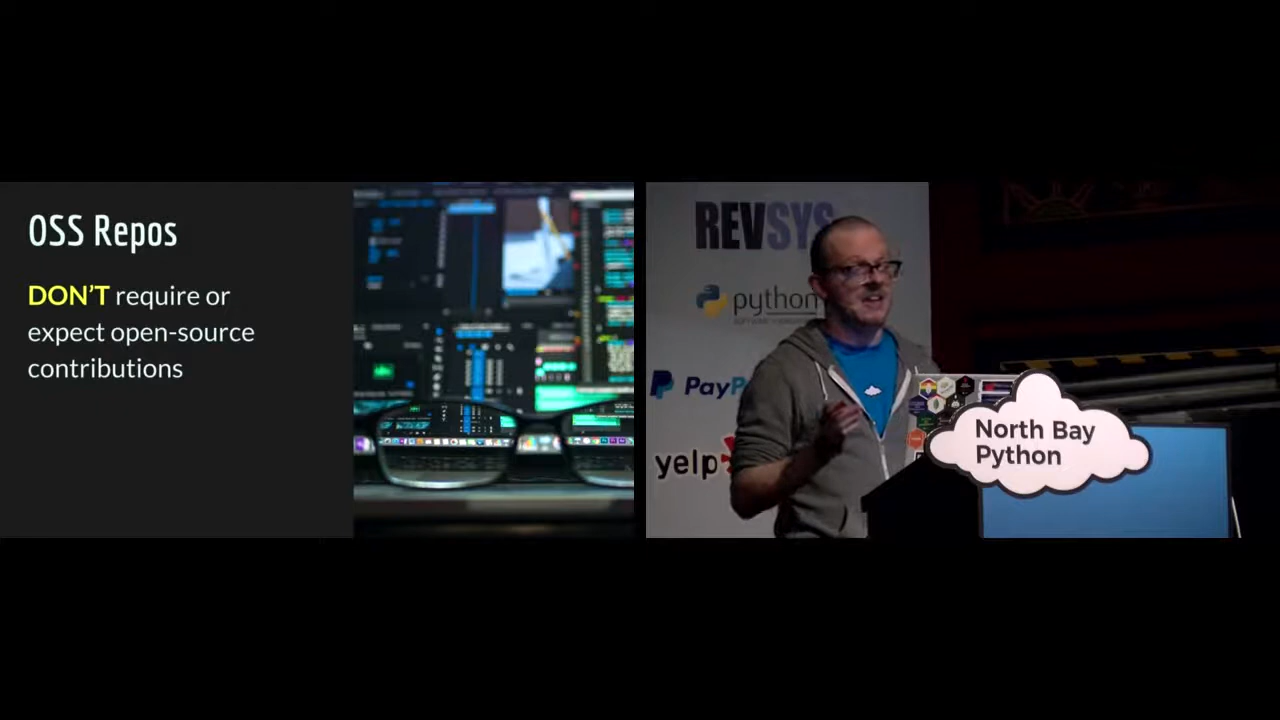 OSS Repos
DON'T require or
expect open-source
contributions
REVSYS
python
PayP
yelp
North Bay
Python